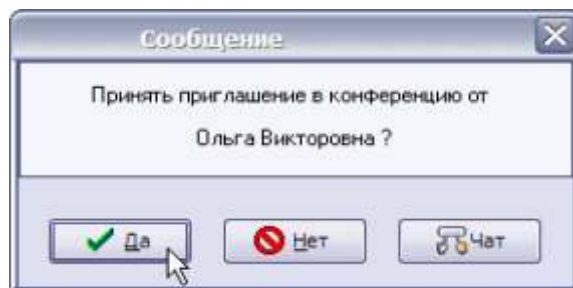 Сообщение
Принять приглашение в конференцию от
Ольга Викторовна ?
Да Нет Чат